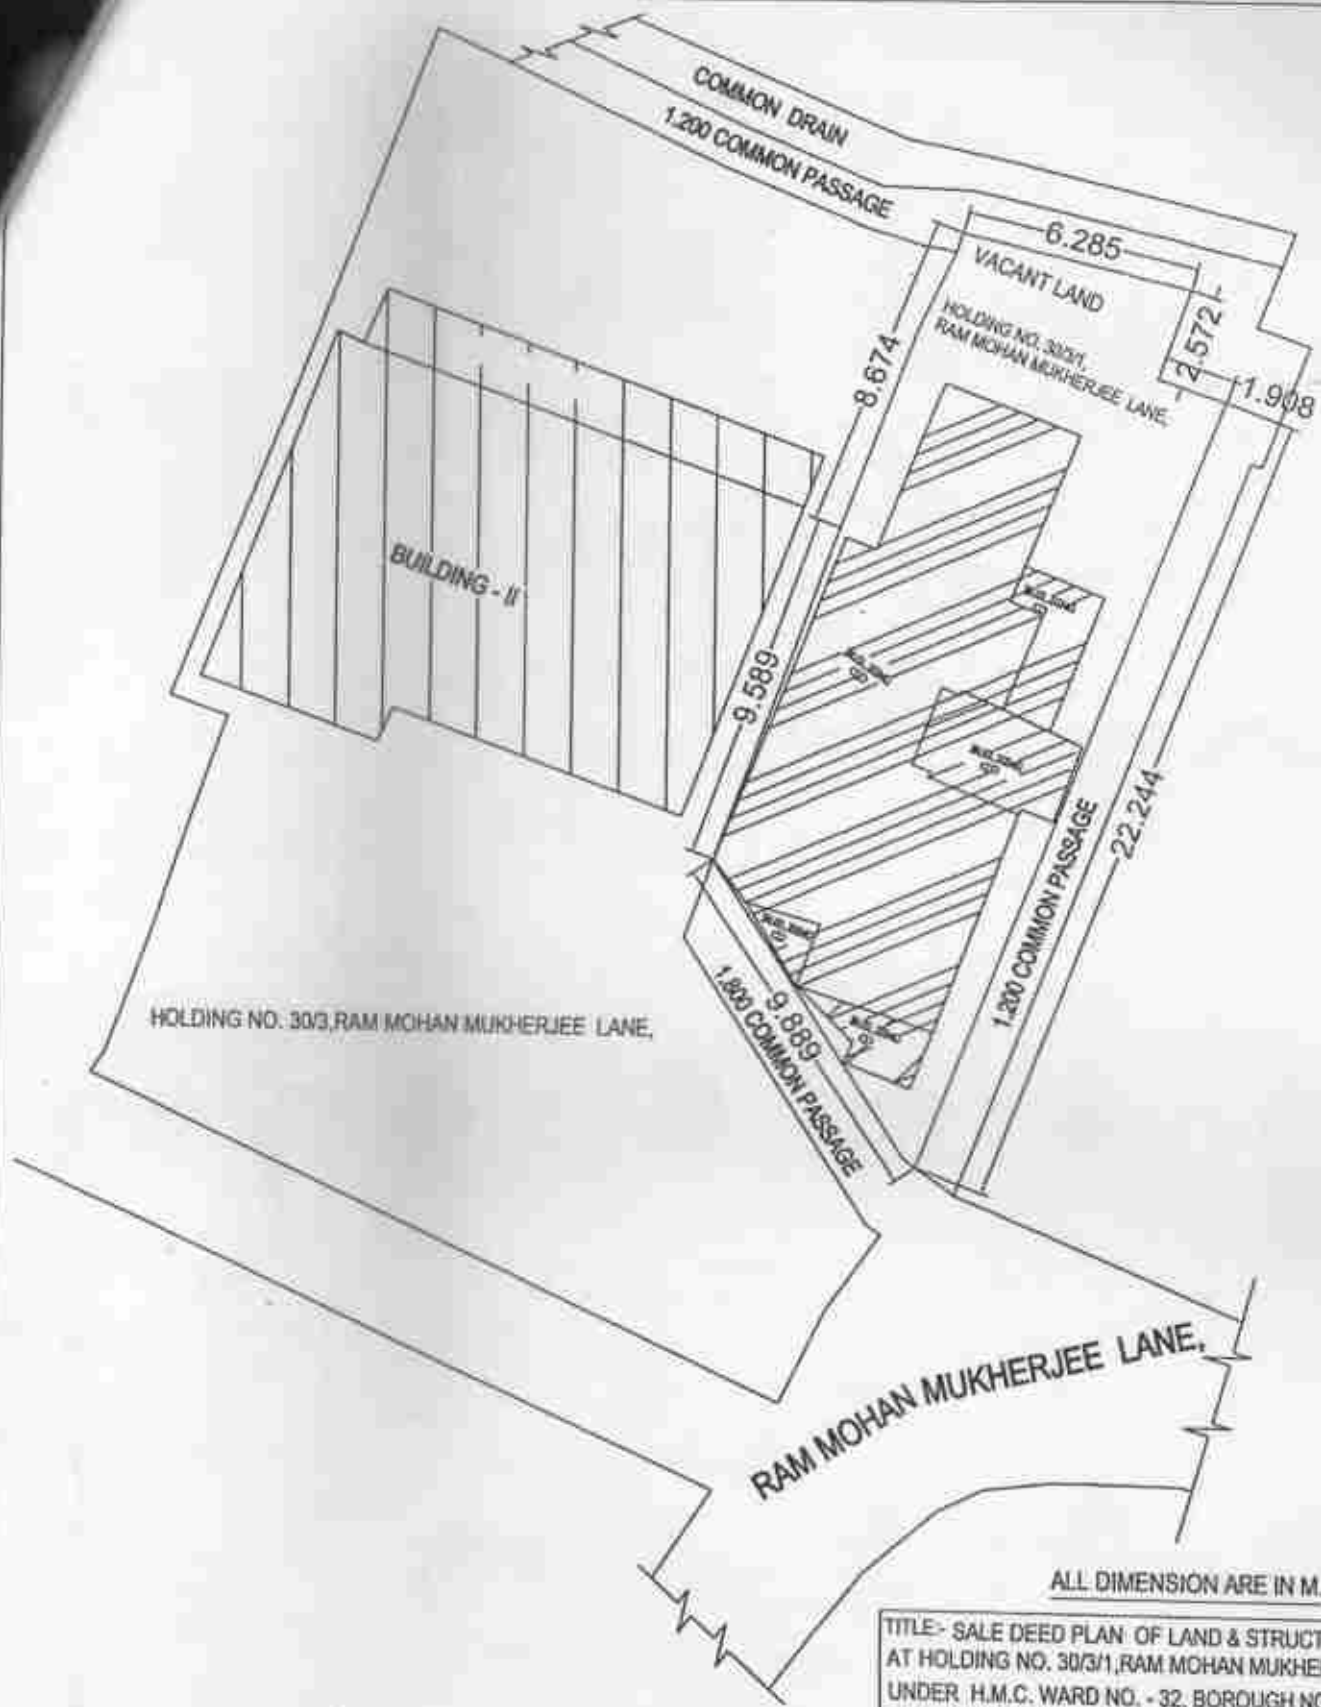 COMMON DRAIN
1.200 COMMON PASSAGE
6.285
VACANT LAND
HOLDING NO. 30/3/1,
RAM MOHAN MUKHERJEE LANE,
2.572
1.908
8.674
BUILDING - II
9.589
22.244
1.200 COMMON PASSAGE
9.889
1.800 COMMON PASSAGE
HOLDING NO. 30/3,RAM MOHAN MUKHERJEE LANE,
RAM MOHAN MUKHERJEE LANE,
ALL DIMENSION ARE IN M.
TITLE:- SALE DEED PLAN OF LAND & STRUCT
AT HOLDING NO. 30/3/1,RAM MOHAN MUKHE
UNDER H.M.C. WARD NO. - 32, BOROUGH NO